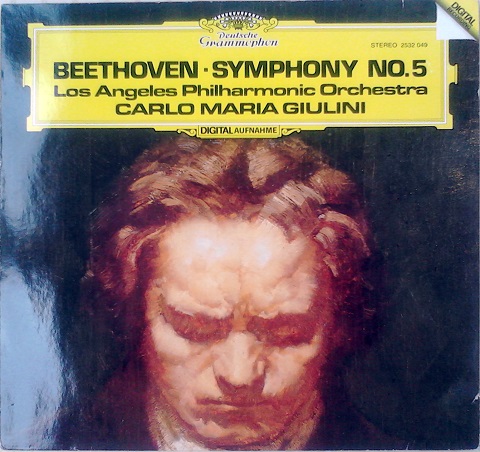 Deutsche
Grammophon
STEREO 2532 049
DIGITAL
RECORDING
BEETHOVEN · SYMPHONY NO.5
Los Angeles Philharmonic Orchestra
CARLO MARIA GIULINI
DIGITAL AUFNAHME